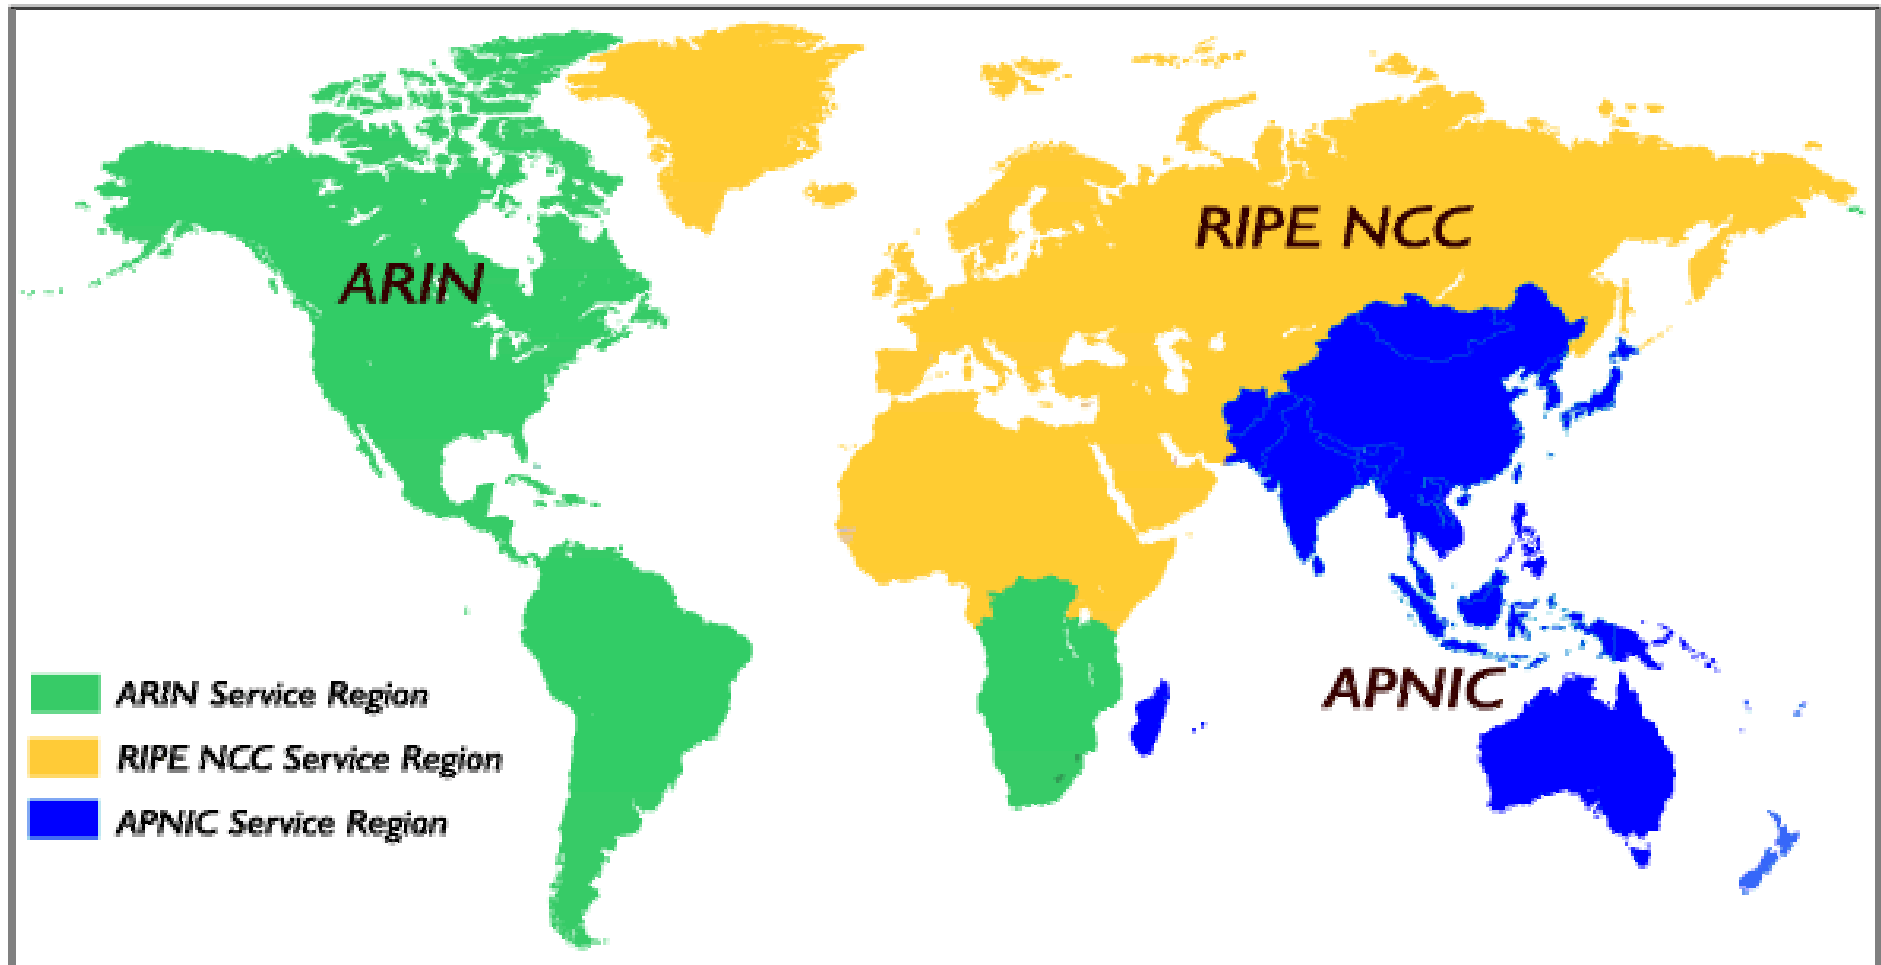 RIPE NCC
ARIN
APNIC
ARIN Service Region
RIPE NCC Service Region
APNIC Service Region